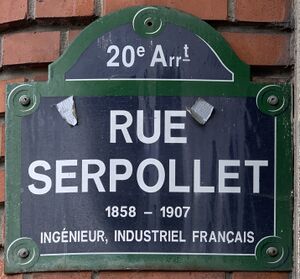 20e Arrt
RUE
SERPOLLET
1858 – 1907
INGÉNIEUR, INDUSTRIEL FRANÇAIS